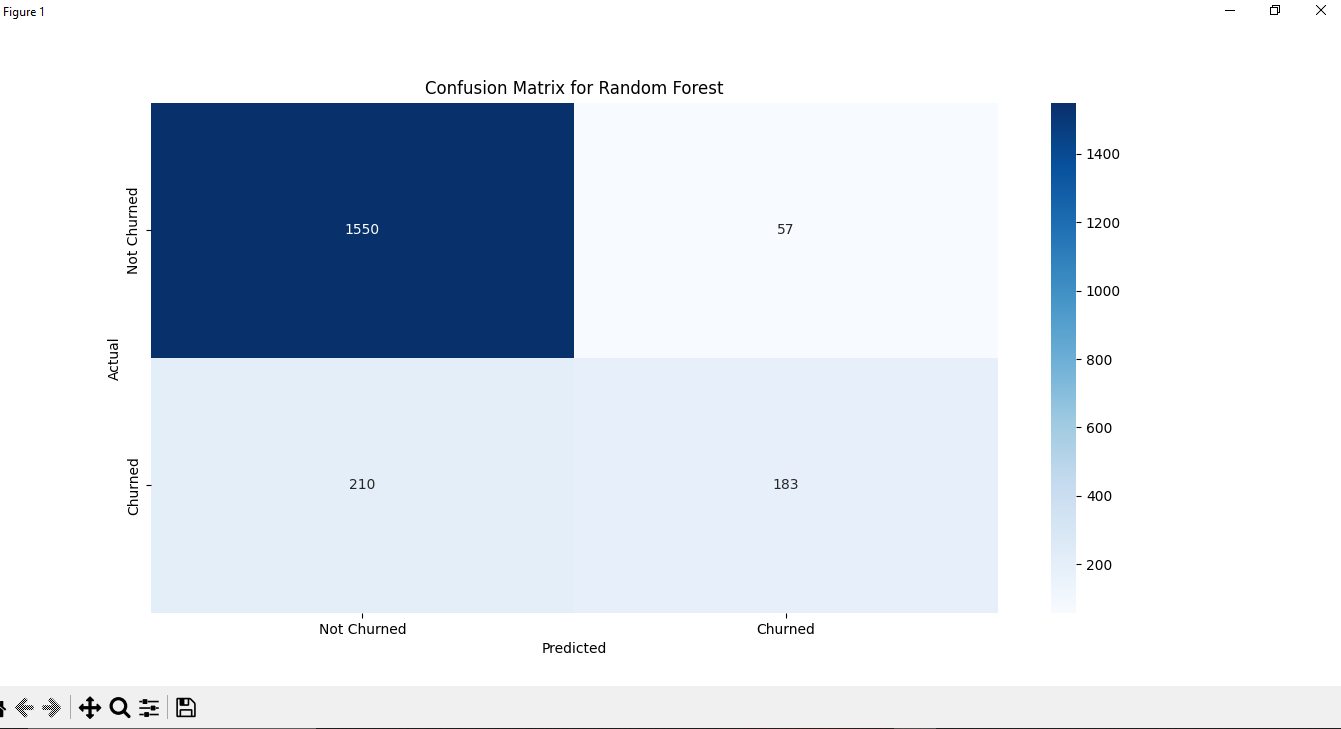 Figure 1
Confusion Matrix for Random Forest
Actual
Not Churned
Churned
1550
57
210
183
Not Churned
Churned
Predicted
1400
1200
1000
800
600
400
200